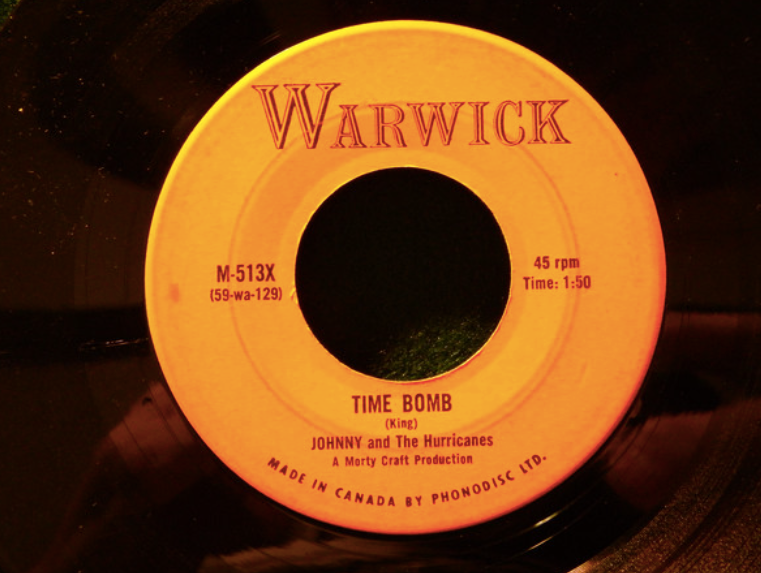 WARWICK
M-513X
(59-wa-129)
45 rpm
Time: 1:50
TIME BOMB
(King)
JOHNNY and The Hurricanes
A Morty Craft Production
MADE IN CANADA BY PHONODISC LTD.